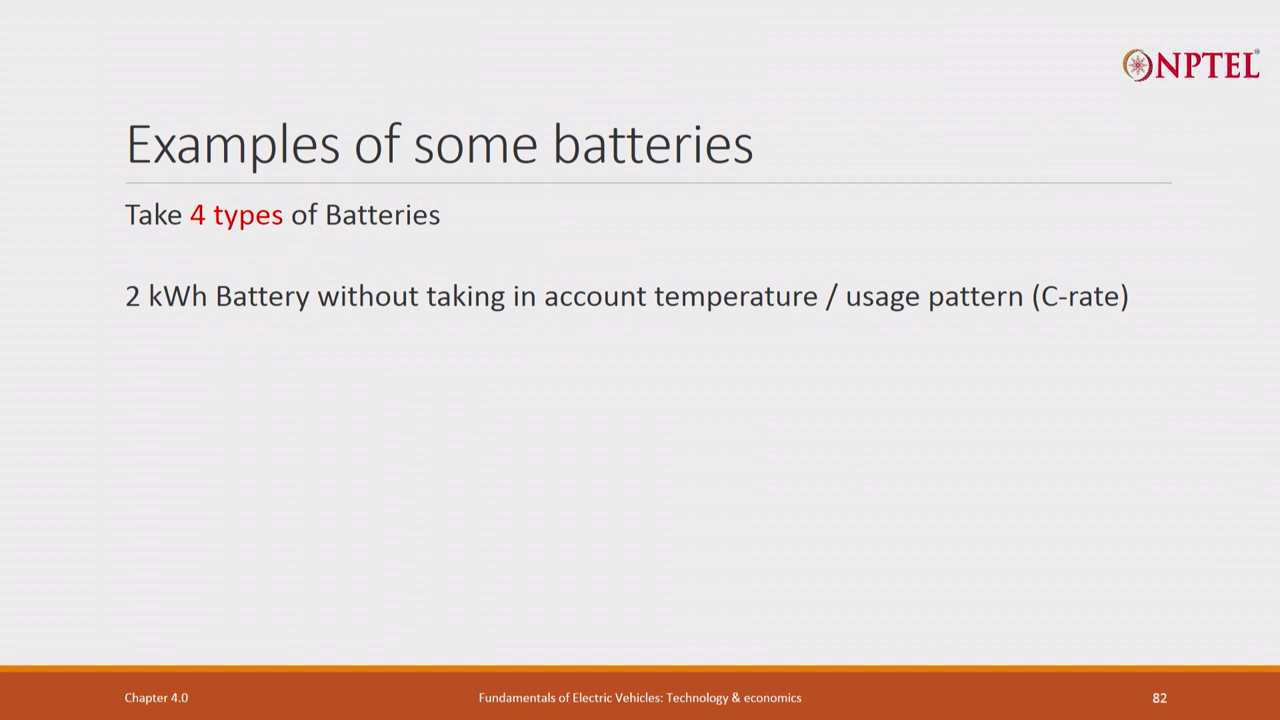 NPTEL
Examples of some batteries
Take 4 types of Batteries
2 kWh Battery without taking in account temperature / usage pattern (C-rate)
Chapter 4.0
Fundamentals of Electric Vehicles: Technology & economics
82